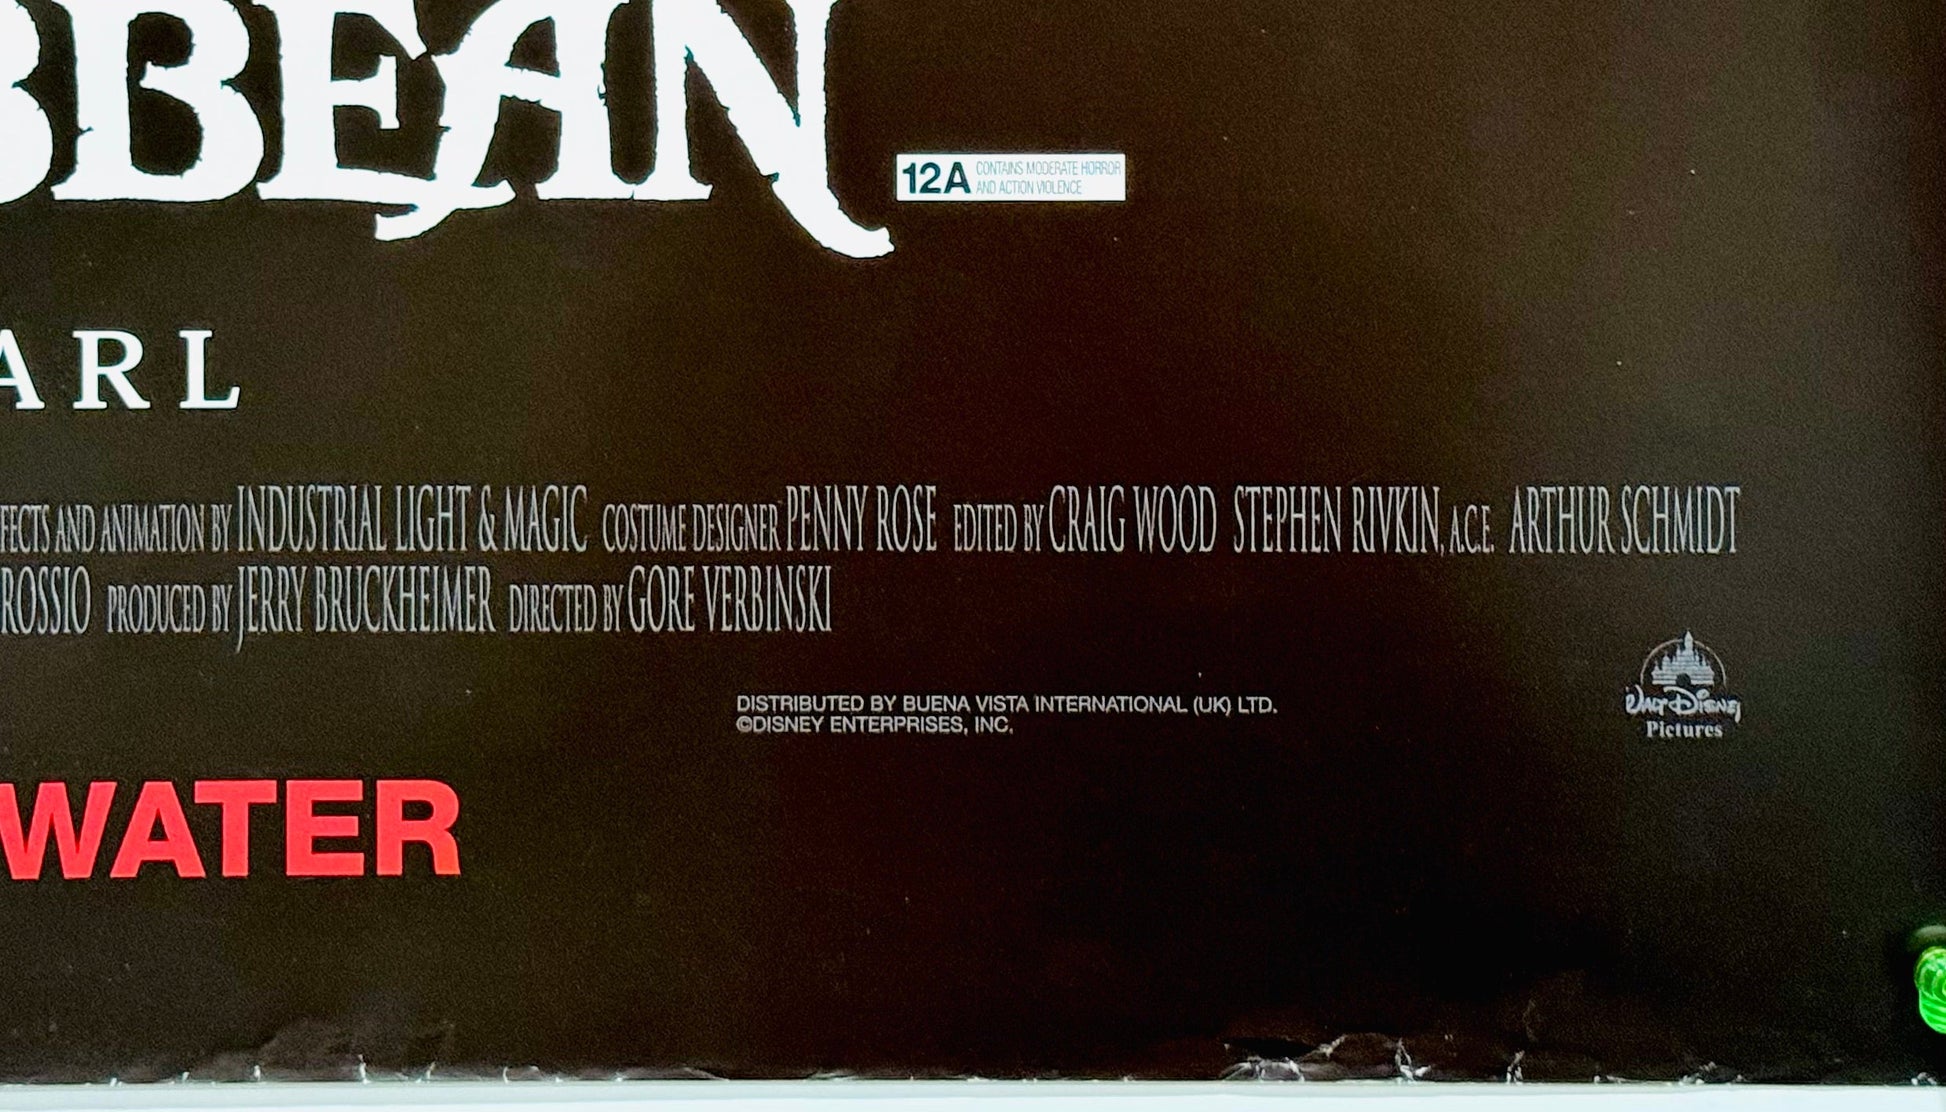 BBEAN
12A CONTAINS MODERATE HORROR
AND ACTION VIOLENCE
ARL
FECTS AND ANIMATION BY INDUSTRIAL LIGHT & MAGIC COSTUME DESIGNER PENNY ROSE EDITED BY CRAIG WOOD STEPHEN RIVKIN, A.C.E. ARTHUR SCHMIDT
ROSSIO PRODUCED BY JERRY BRUCKHEIMER DIRECTED BY GORE VERBINSKI
DISTRIBUTED BY BUENA VISTA INTERNATIONAL (UK) LTD.
©DISNEY ENTERPRISES, INC.
WALT DISNEY
Pictures
WATER